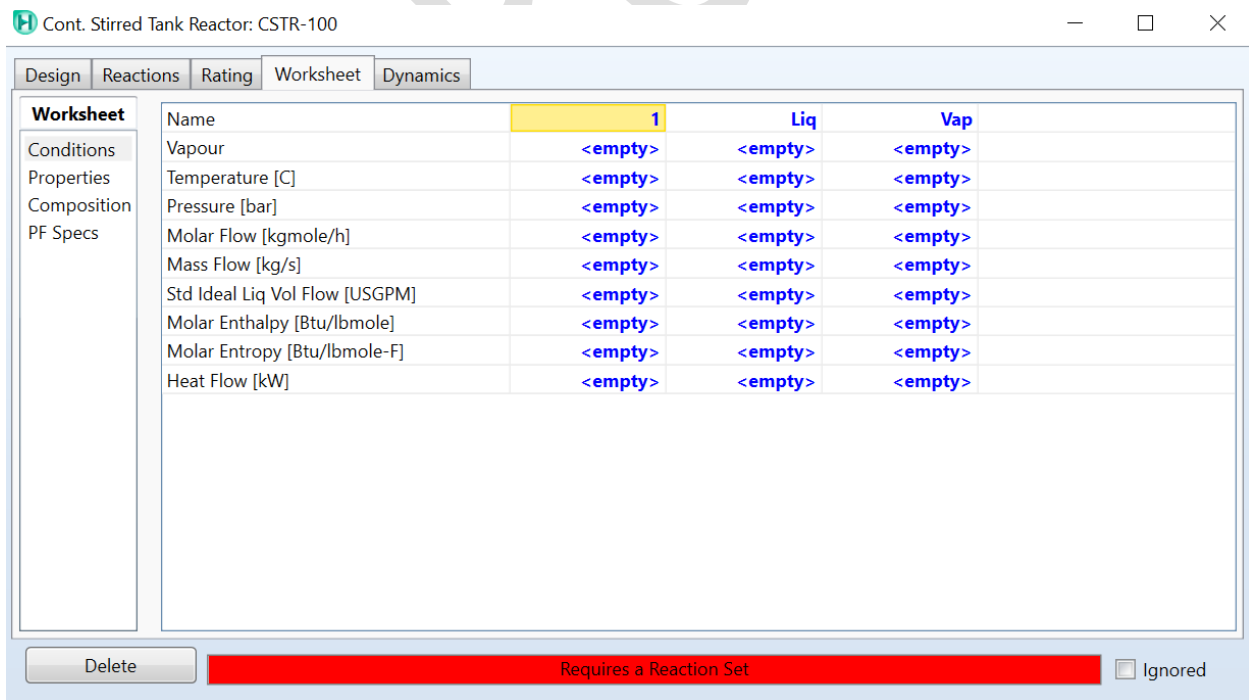 Cont. Stirred Tank Reactor: CSTR-100
Design Reactions Rating Worksheet Dynamics
Worksheet
Conditions
Properties
Composition
PF Specs
Name 1 Liq Vap
Vapour <empty> <empty> <empty>
Temperature [C] <empty> <empty> <empty>
Pressure [bar] <empty> <empty> <empty>
Molar Flow [kgmole/h] <empty> <empty> <empty>
Mass Flow [kg/s] <empty> <empty> <empty>
Std Ideal Liq Vol Flow [USGPM] <empty> <empty> <empty>
Molar Enthalpy [Btu/lbmole] <empty> <empty> <empty>
Molar Entropy [Btu/lbmole-F] <empty> <empty> <empty>
Heat Flow [kW] <empty> <empty> <empty>
Delete Requires a Reaction Set Ignored